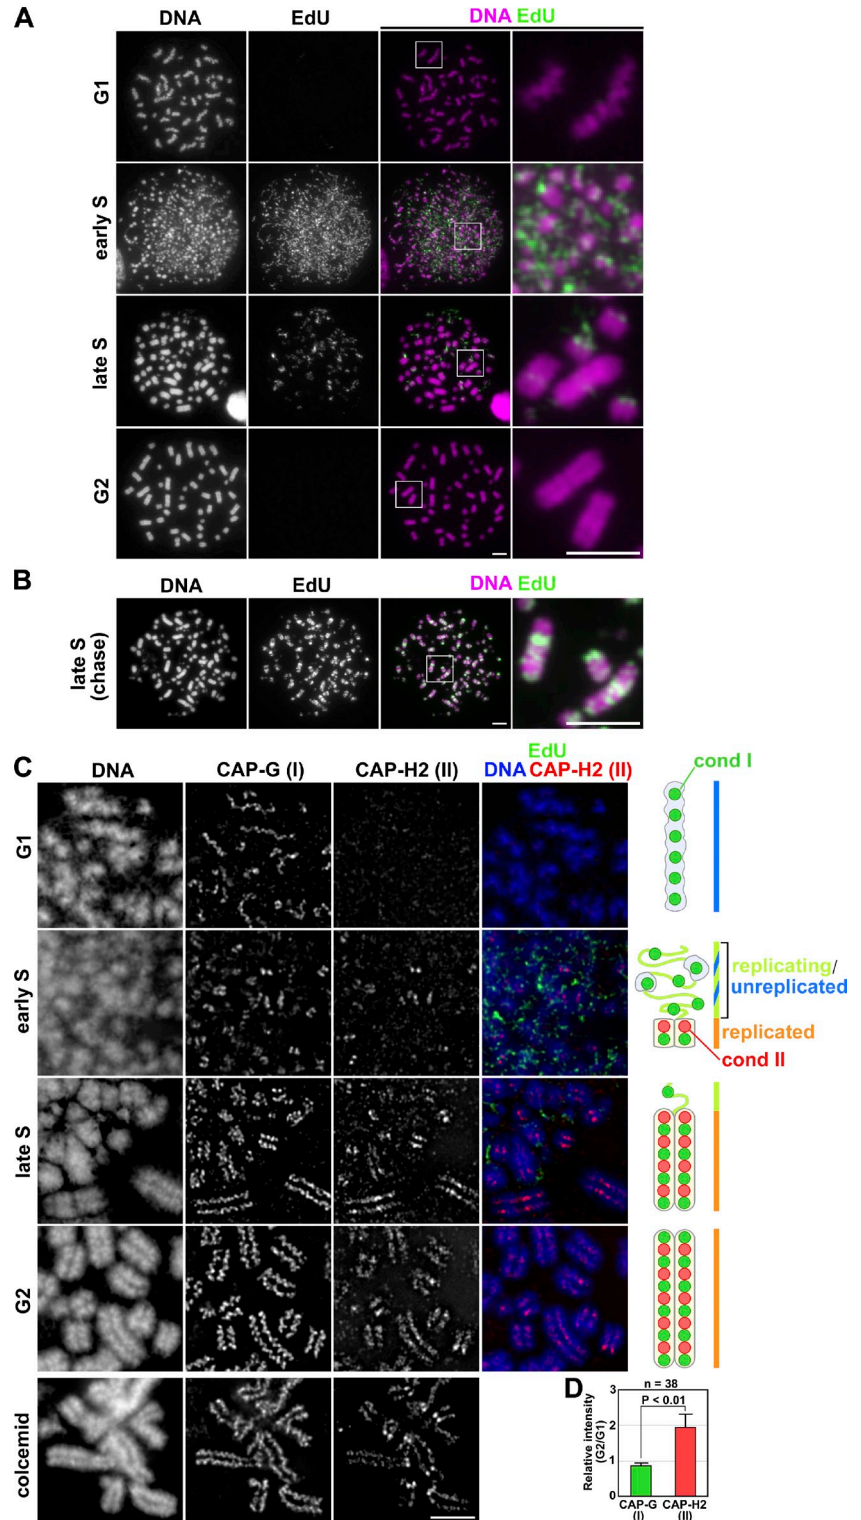 A
DNA
EdU
DNA EdU
G1
early S
late S
G2
B
DNA
EdU
DNA EdU
late S
(chase)
C
DNA
CAP-G (I)
CAP-H2 (II)
EdU
DNA CAP-H2 (II)
cond I
G1
early S
replicating/
unreplicated
replicated
cond II
late S
G2
colcemid
D
n = 38
P < 0.01
Relative intensity
(G2/G1)
3
2
1
0
CAP-G
(I)
CAP-H2
(II)